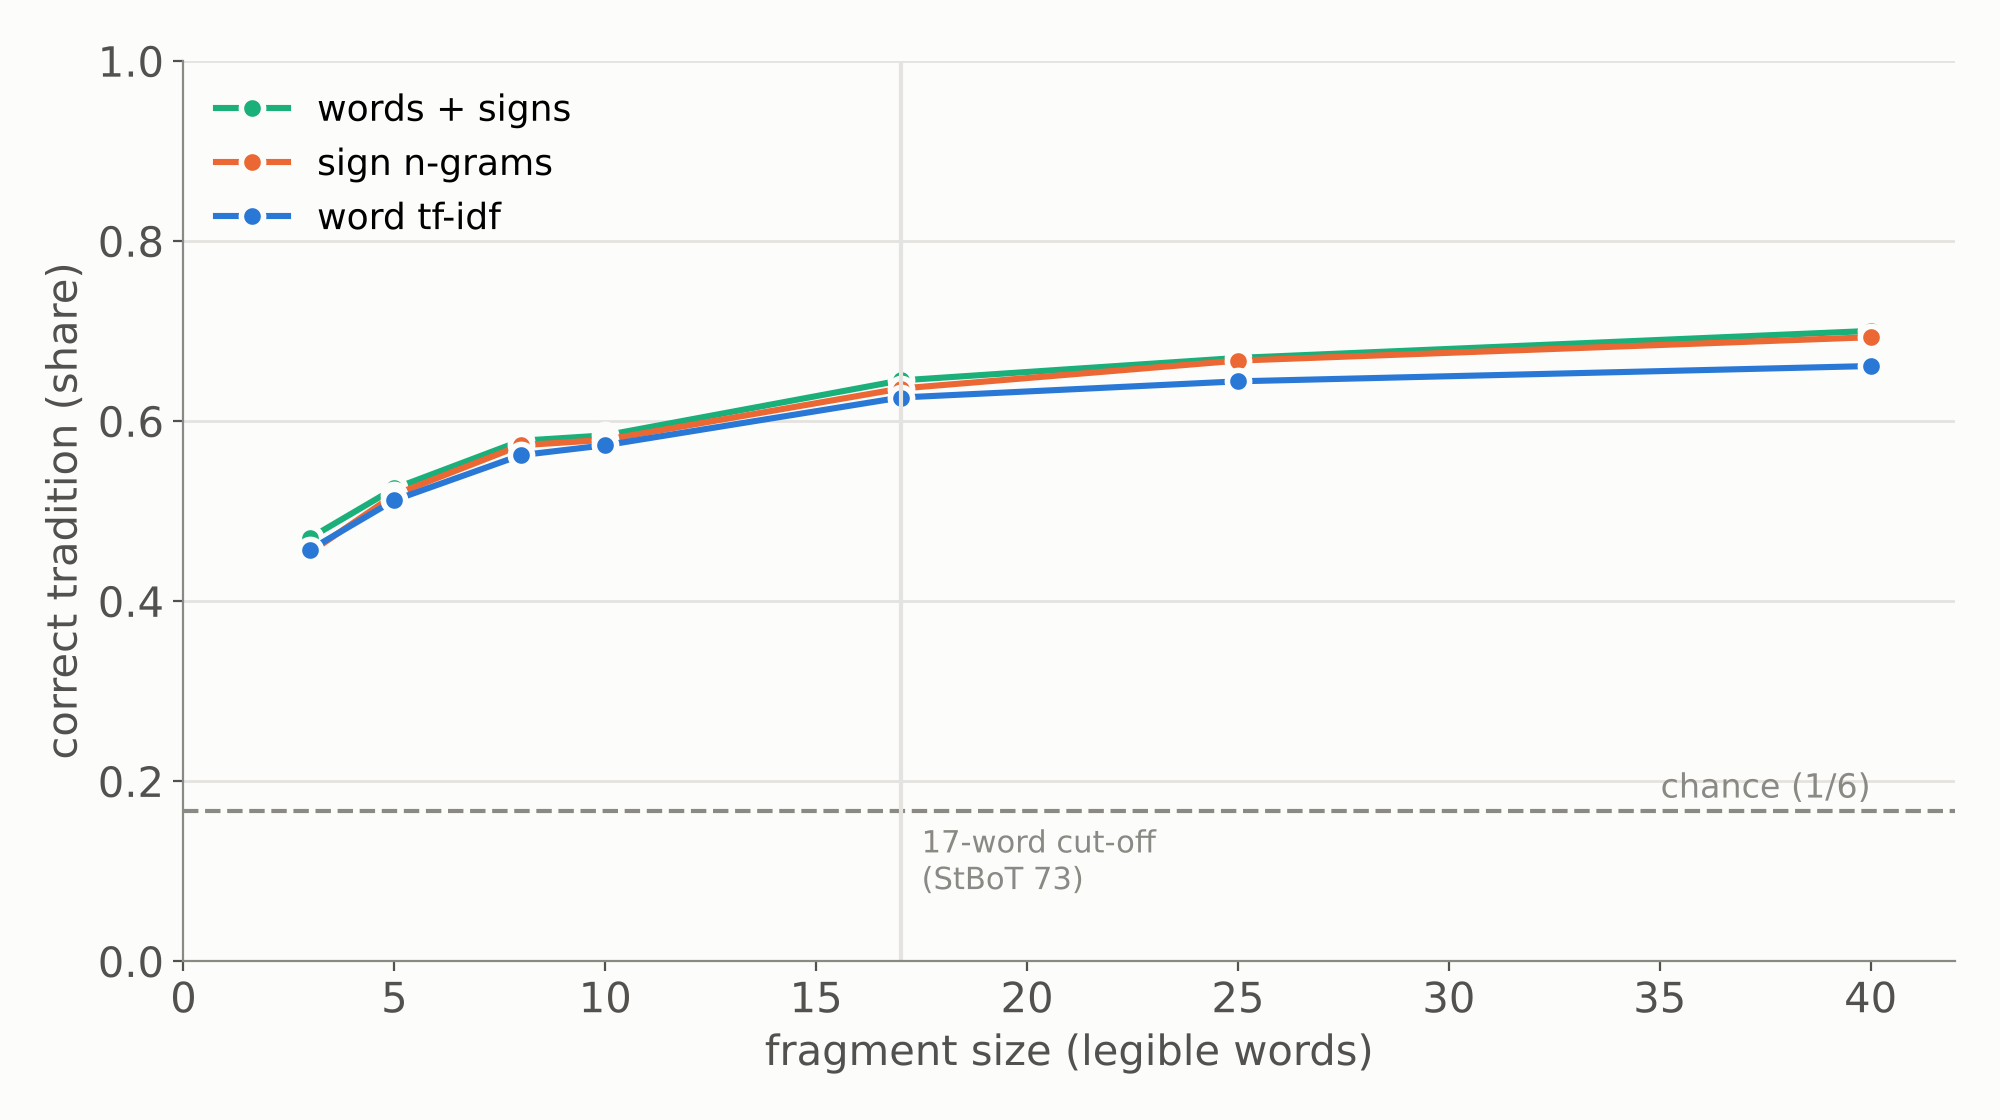 1.0
0.8
0.6
0.4
0.2
0.0
correct tradition (share)
words + signs
sign n-grams
word tf-idf
chance (1/6)
17-word cut-off
(StBoT 73)
0 5 10 15 20 25 30 35 40
fragment size (legible words)